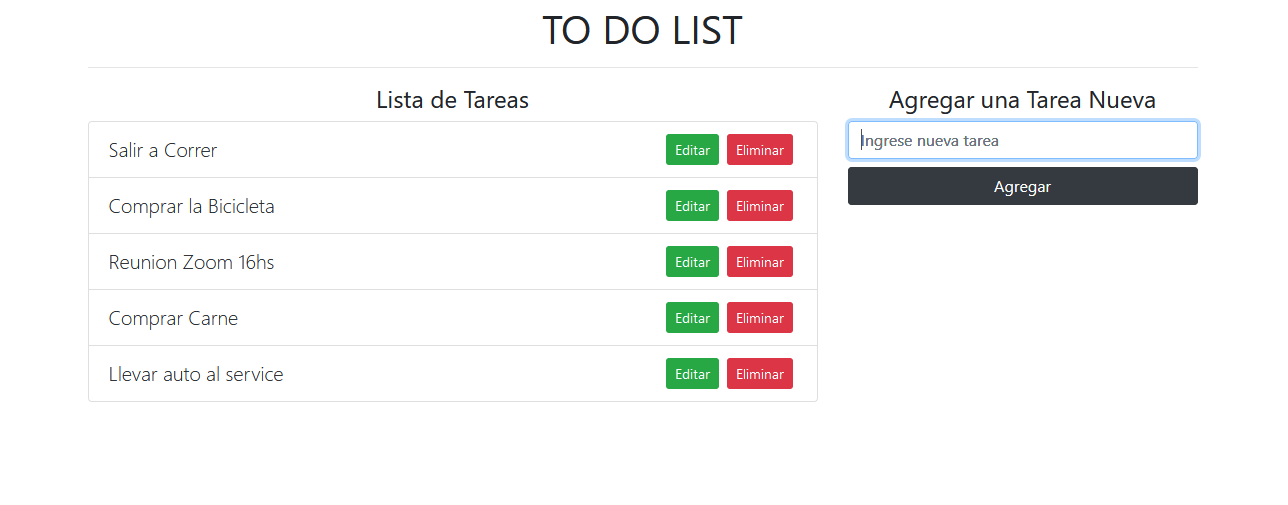 TO DO LIST
Lista de Tareas
Salir a Correr Editar Eliminar
Comprar la Bicicleta Editar Eliminar
Reunion Zoom 16hs Editar Eliminar
Comprar Carne Editar Eliminar
Llevar auto al service Editar Eliminar
Agregar una Tarea Nueva
Ingrese nueva tarea
Agregar